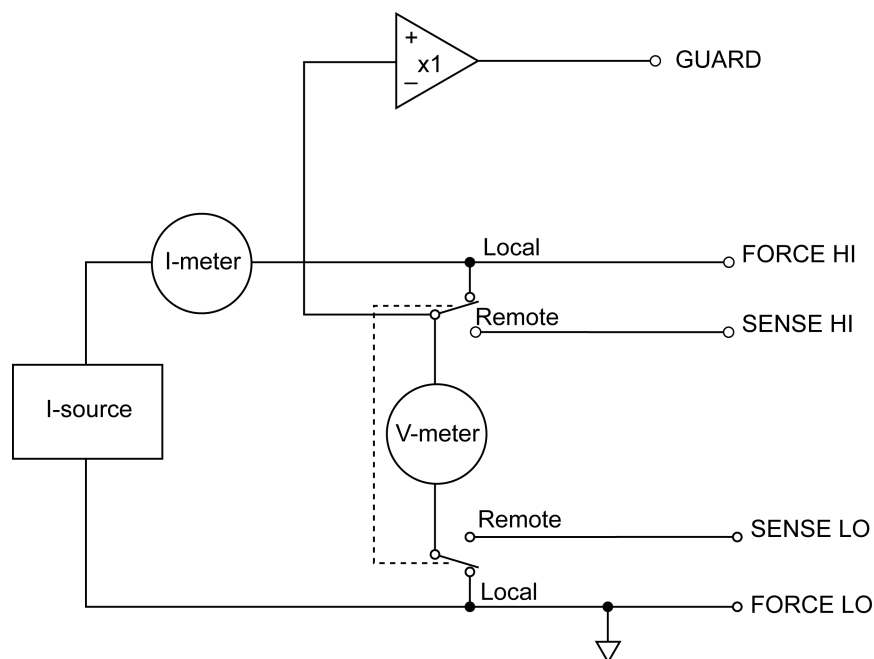 +
x1
–
GUARD
I-meter
Local
FORCE HI
Remote
SENSE HI
I-source
V-meter
Remote
SENSE LO
Local
FORCE LO